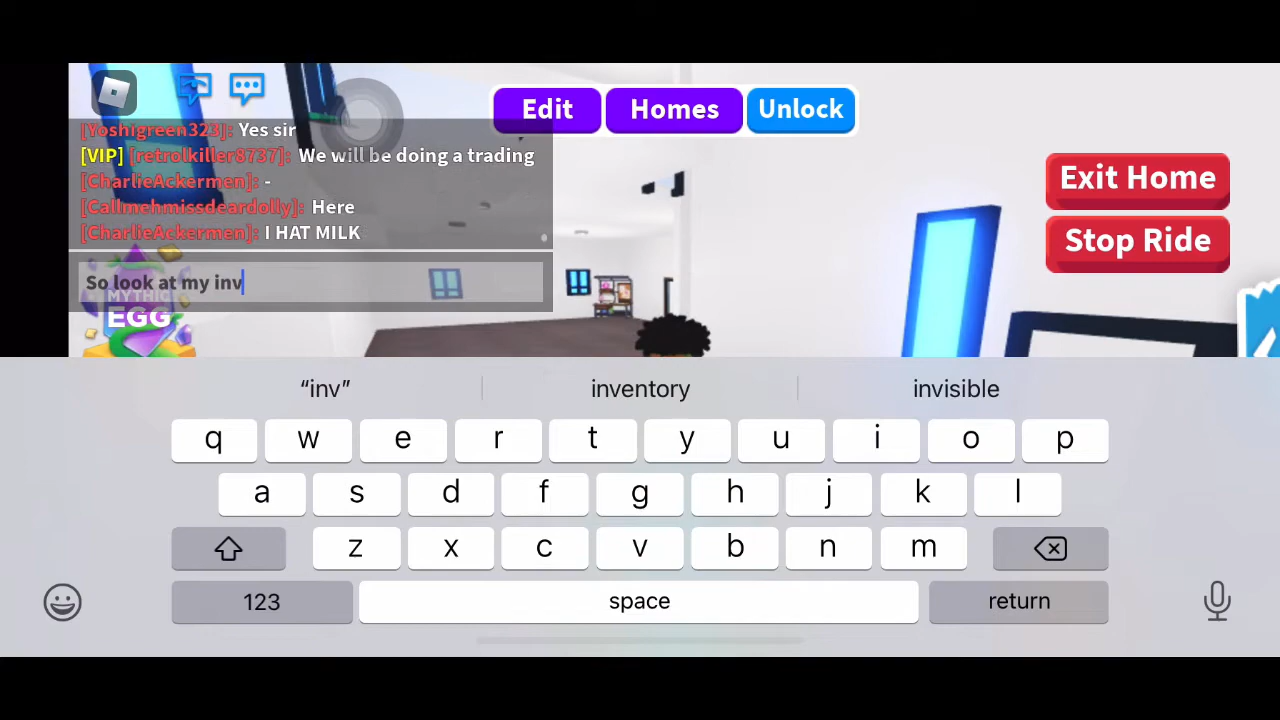 Edit Homes Unlock
[Yoshigreen323]: Yes sir
[VIP] [retrolkiller8737]: We will be doing a trading
[CharlieAckermen]: -
[Callmehmissdeardolly]: Here
[CharlieAckermen]: I HAT MILK
Exit Home
Stop Ride
So look at my inv
MYTHIC
EGG
“inv” inventory invisible
q w e r t y u i o p
a s d f g h j k l
z x c v b n m
123 space return